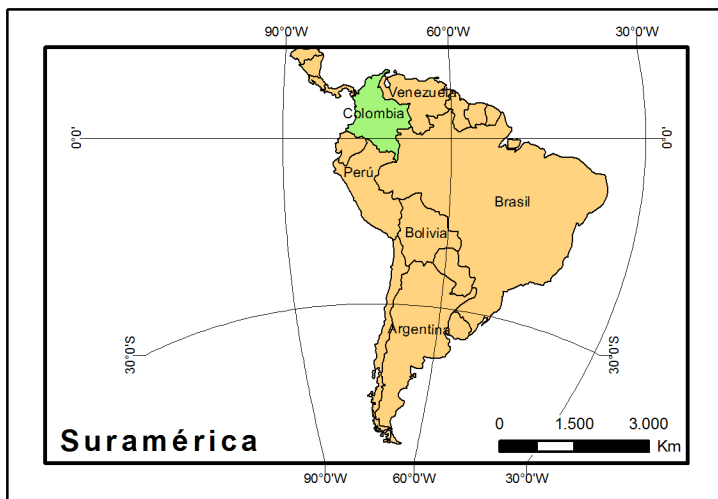 90°0'W 60°0'W 30°0'W
Venezuela
Colombia
0°0' 0°0'
Perú
Brasil
Bolivia
Argentina
30°0'S 30°0'S
Suramérica
0 1.500 3.000
Km
90°0'W 60°0'W 30°0'W